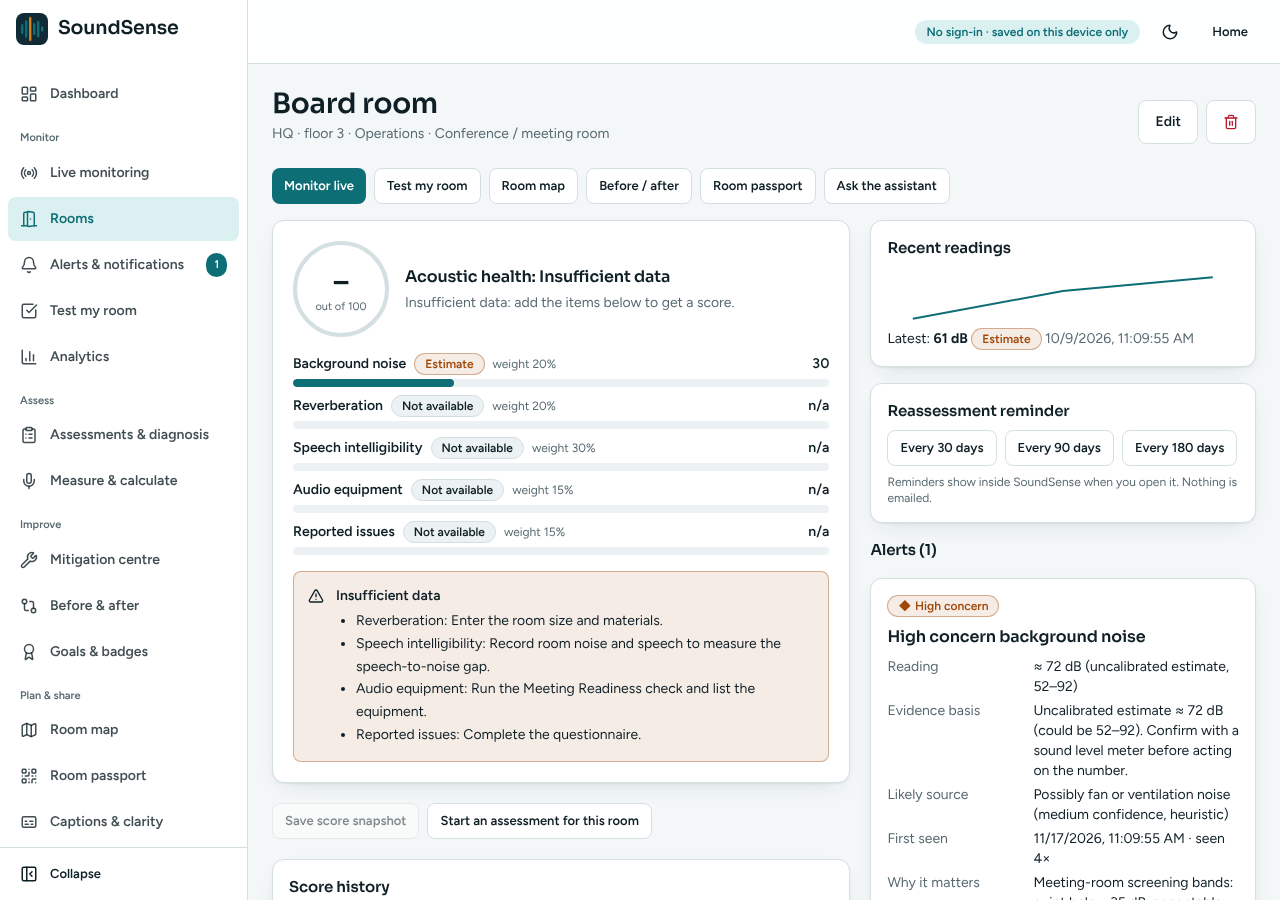 SoundSense
No sign-in · saved on this device only
Home
Dashboard
Monitor
Live monitoring
Rooms
Alerts & notifications
1
Test my room
Analytics
Assess
Assessments & diagnosis
Measure & calculate
Improve
Mitigation centre
Before & after
Goals & badges
Plan & share
Room map
Room passport
Captions & clarity
Collapse
Board room
HQ · floor 3 · Operations · Conference / meeting room
Edit
Monitor live
Test my room
Room map
Before / after
Room passport
Ask the assistant
–
out of 100
Acoustic health: Insufficient data
Insufficient data: add the items below to get a score.
Background noise Estimate weight 20% 30
Reverberation Not available weight 20% n/a
Speech intelligibility Not available weight 30% n/a
Audio equipment Not available weight 15% n/a
Reported issues Not available weight 15% n/a
Insufficient data
• Reverberation: Enter the room size and materials.
• Speech intelligibility: Record room noise and speech to measure the
speech-to-noise gap.
• Audio equipment: Run the Meeting Readiness check and list the
equipment.
• Reported issues: Complete the questionnaire.
Save score snapshot
Start an assessment for this room
Score history
Recent readings
Latest: 61 dB Estimate 10/9/2026, 11:09:55 AM
Reassessment reminder
Every 30 days
Every 90 days
Every 180 days
Reminders show inside SoundSense when you open it. Nothing is
emailed.
Alerts (1)
High concern
High concern background noise
Reading ≈ 72 dB (uncalibrated estimate,
52–92)
Evidence basis Uncalibrated estimate ≈ 72 dB
(could be 52–92). Confirm with a
sound level meter before acting
on the number.
Likely source Possibly fan or ventilation noise
(medium confidence, heuristic)
First seen 11/17/2026, 11:09:55 AM · seen
4×
Why it matters Meeting-room screening bands: